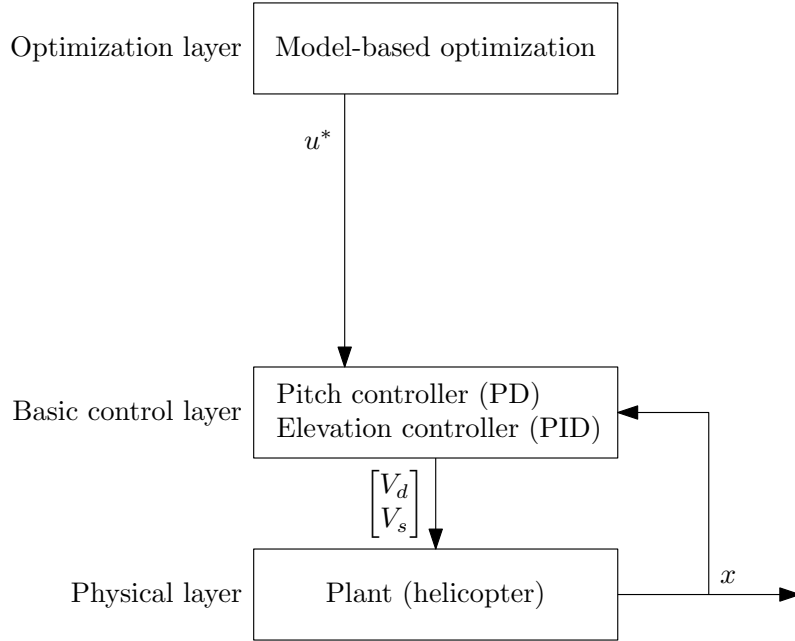 Optimization layer
Model-based optimization
u*
Basic control layer
Pitch controller (PD)
Elevation controller (PID)
[V_d
V_s]
Physical layer
Plant (helicopter)
x